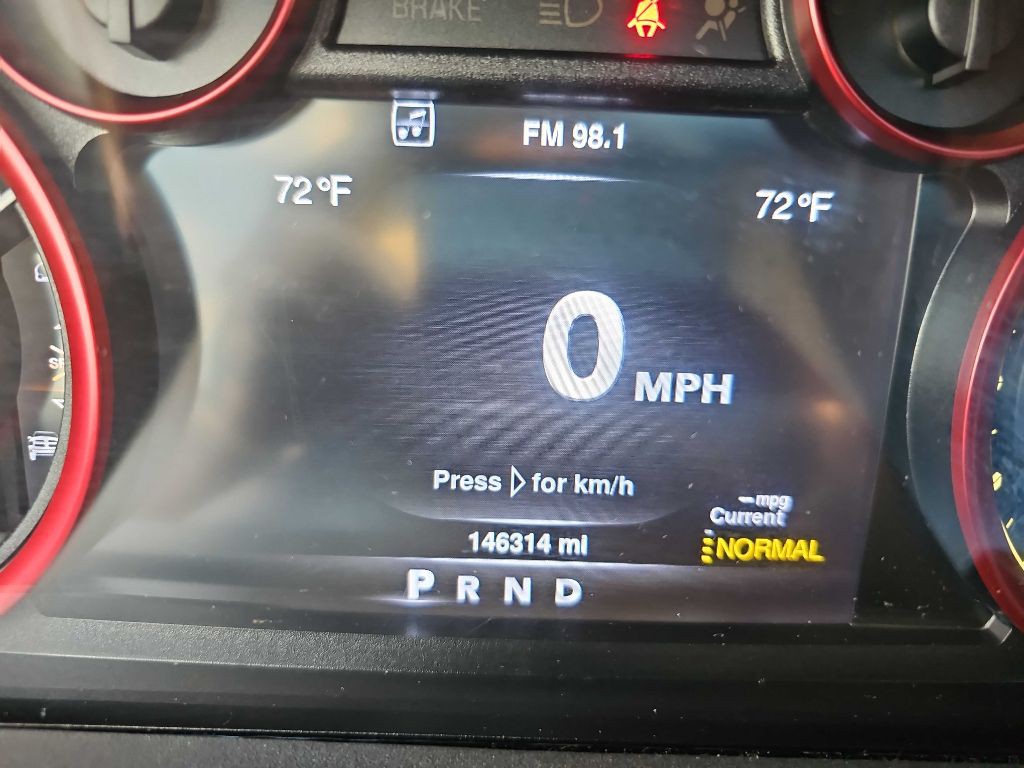 BRAKE
FM 98.1
72°F 72°F
0 MPH
Press ▷ for km/h
--mpg
Current
146314 mi
NORMAL
P R N D